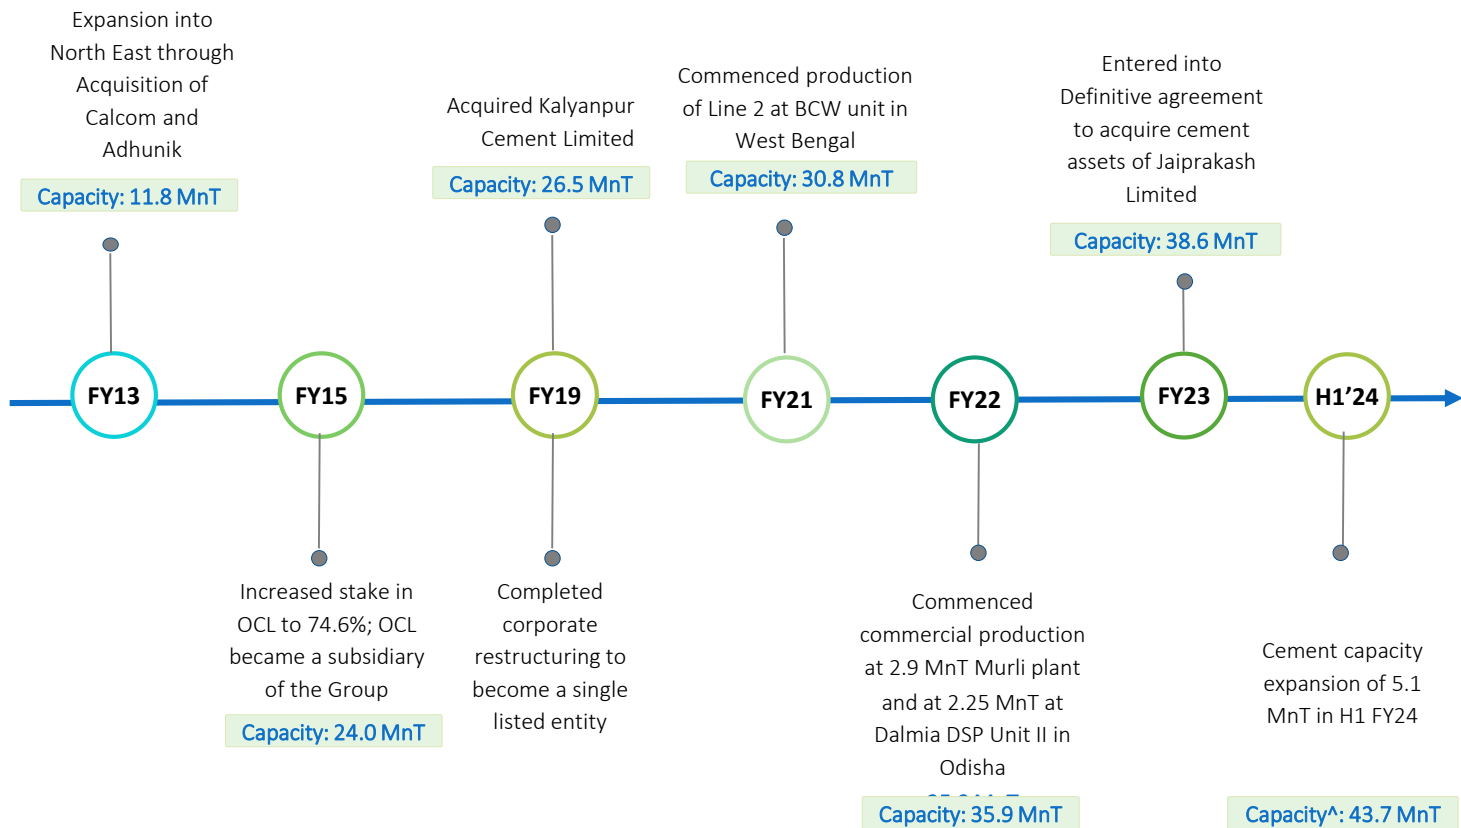 Expansion into
North East through
Acquisition of
Calcom and
Adhunik
Capacity: 11.8 MnT
Acquired Kalyanpur
Cement Limited
Capacity: 26.5 MnT
Commenced production
of Line 2 at BCW unit in
West Bengal
Capacity: 30.8 MnT
Entered into
Definitive agreement
to acquire cement
assets of Jaiprakash
Limited
Capacity: 38.6 MnT
FY13
FY15
FY19
FY21
FY22
FY23
H1’24
Increased stake in
OCL to 74.6%; OCL
became a subsidiary
of the Group
Capacity: 24.0 MnT
Completed
corporate
restructuring to
become a single
listed entity
Commenced
commercial production
at 2.9 MnT Murli plant
and at 2.25 MnT at
Dalmia DSP Unit II in
Odisha
Capacity: 35.9 MnT
Cement capacity
expansion of 5.1
MnT in H1 FY24
Capacity^: 43.7 MnT